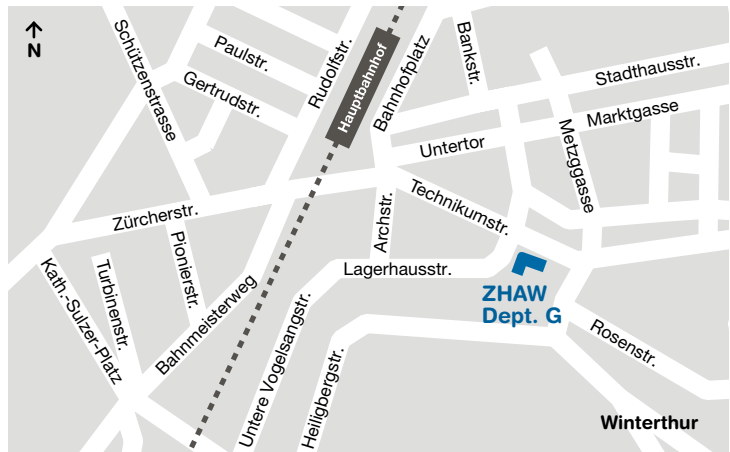 N
Schützenstrasse
Paulstr.
Gertrudstr.
Rudolfstr.
Hauptbahnhof
Bahnhofplatz
Bankstr.
Stadthausstr.
Marktgasse
Metzggasse
Untertor
Technikumstr.
Zürcherstr.
Pionierstr.
Archstr.
Lagerhausstr.
Turbinenstr.
Kath.-Sulzer-Platz
Bahnmeisterweg
Untere Vogelsangstr.
Heiligbergstr.
ZHAW
Dept. G
Rosenstr.
Winterthur